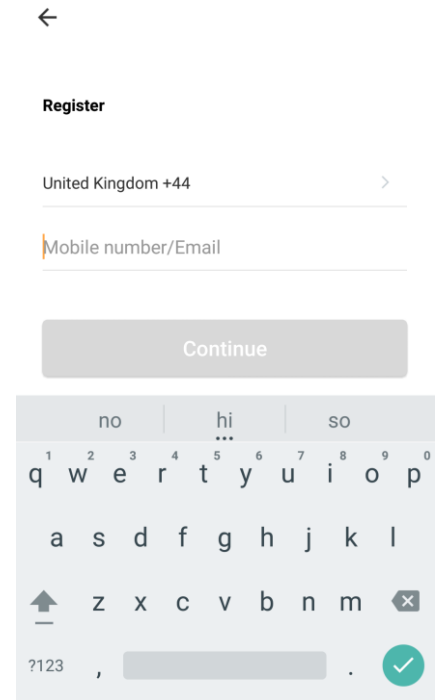 Register
United Kingdom +44
Mobile number/Email
Continue
no hi so
1 2 3 4 5 6 7 8 9 0
q w e r t y u i o p
a s d f g h j k l
z x c v b n m
?123 , .